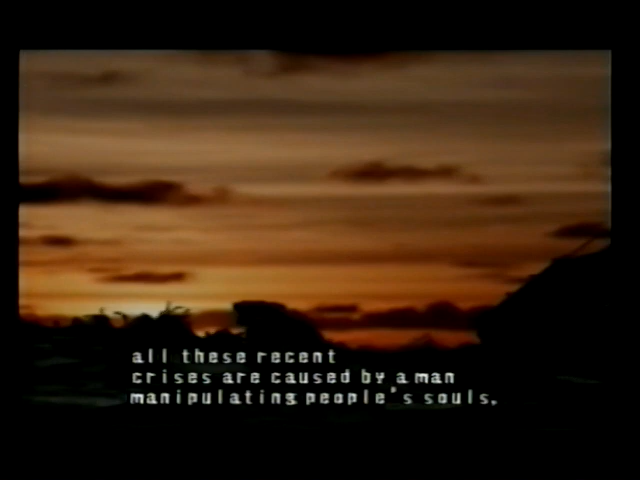 all these recent
crises are caused by a man
manipulating people's souls.